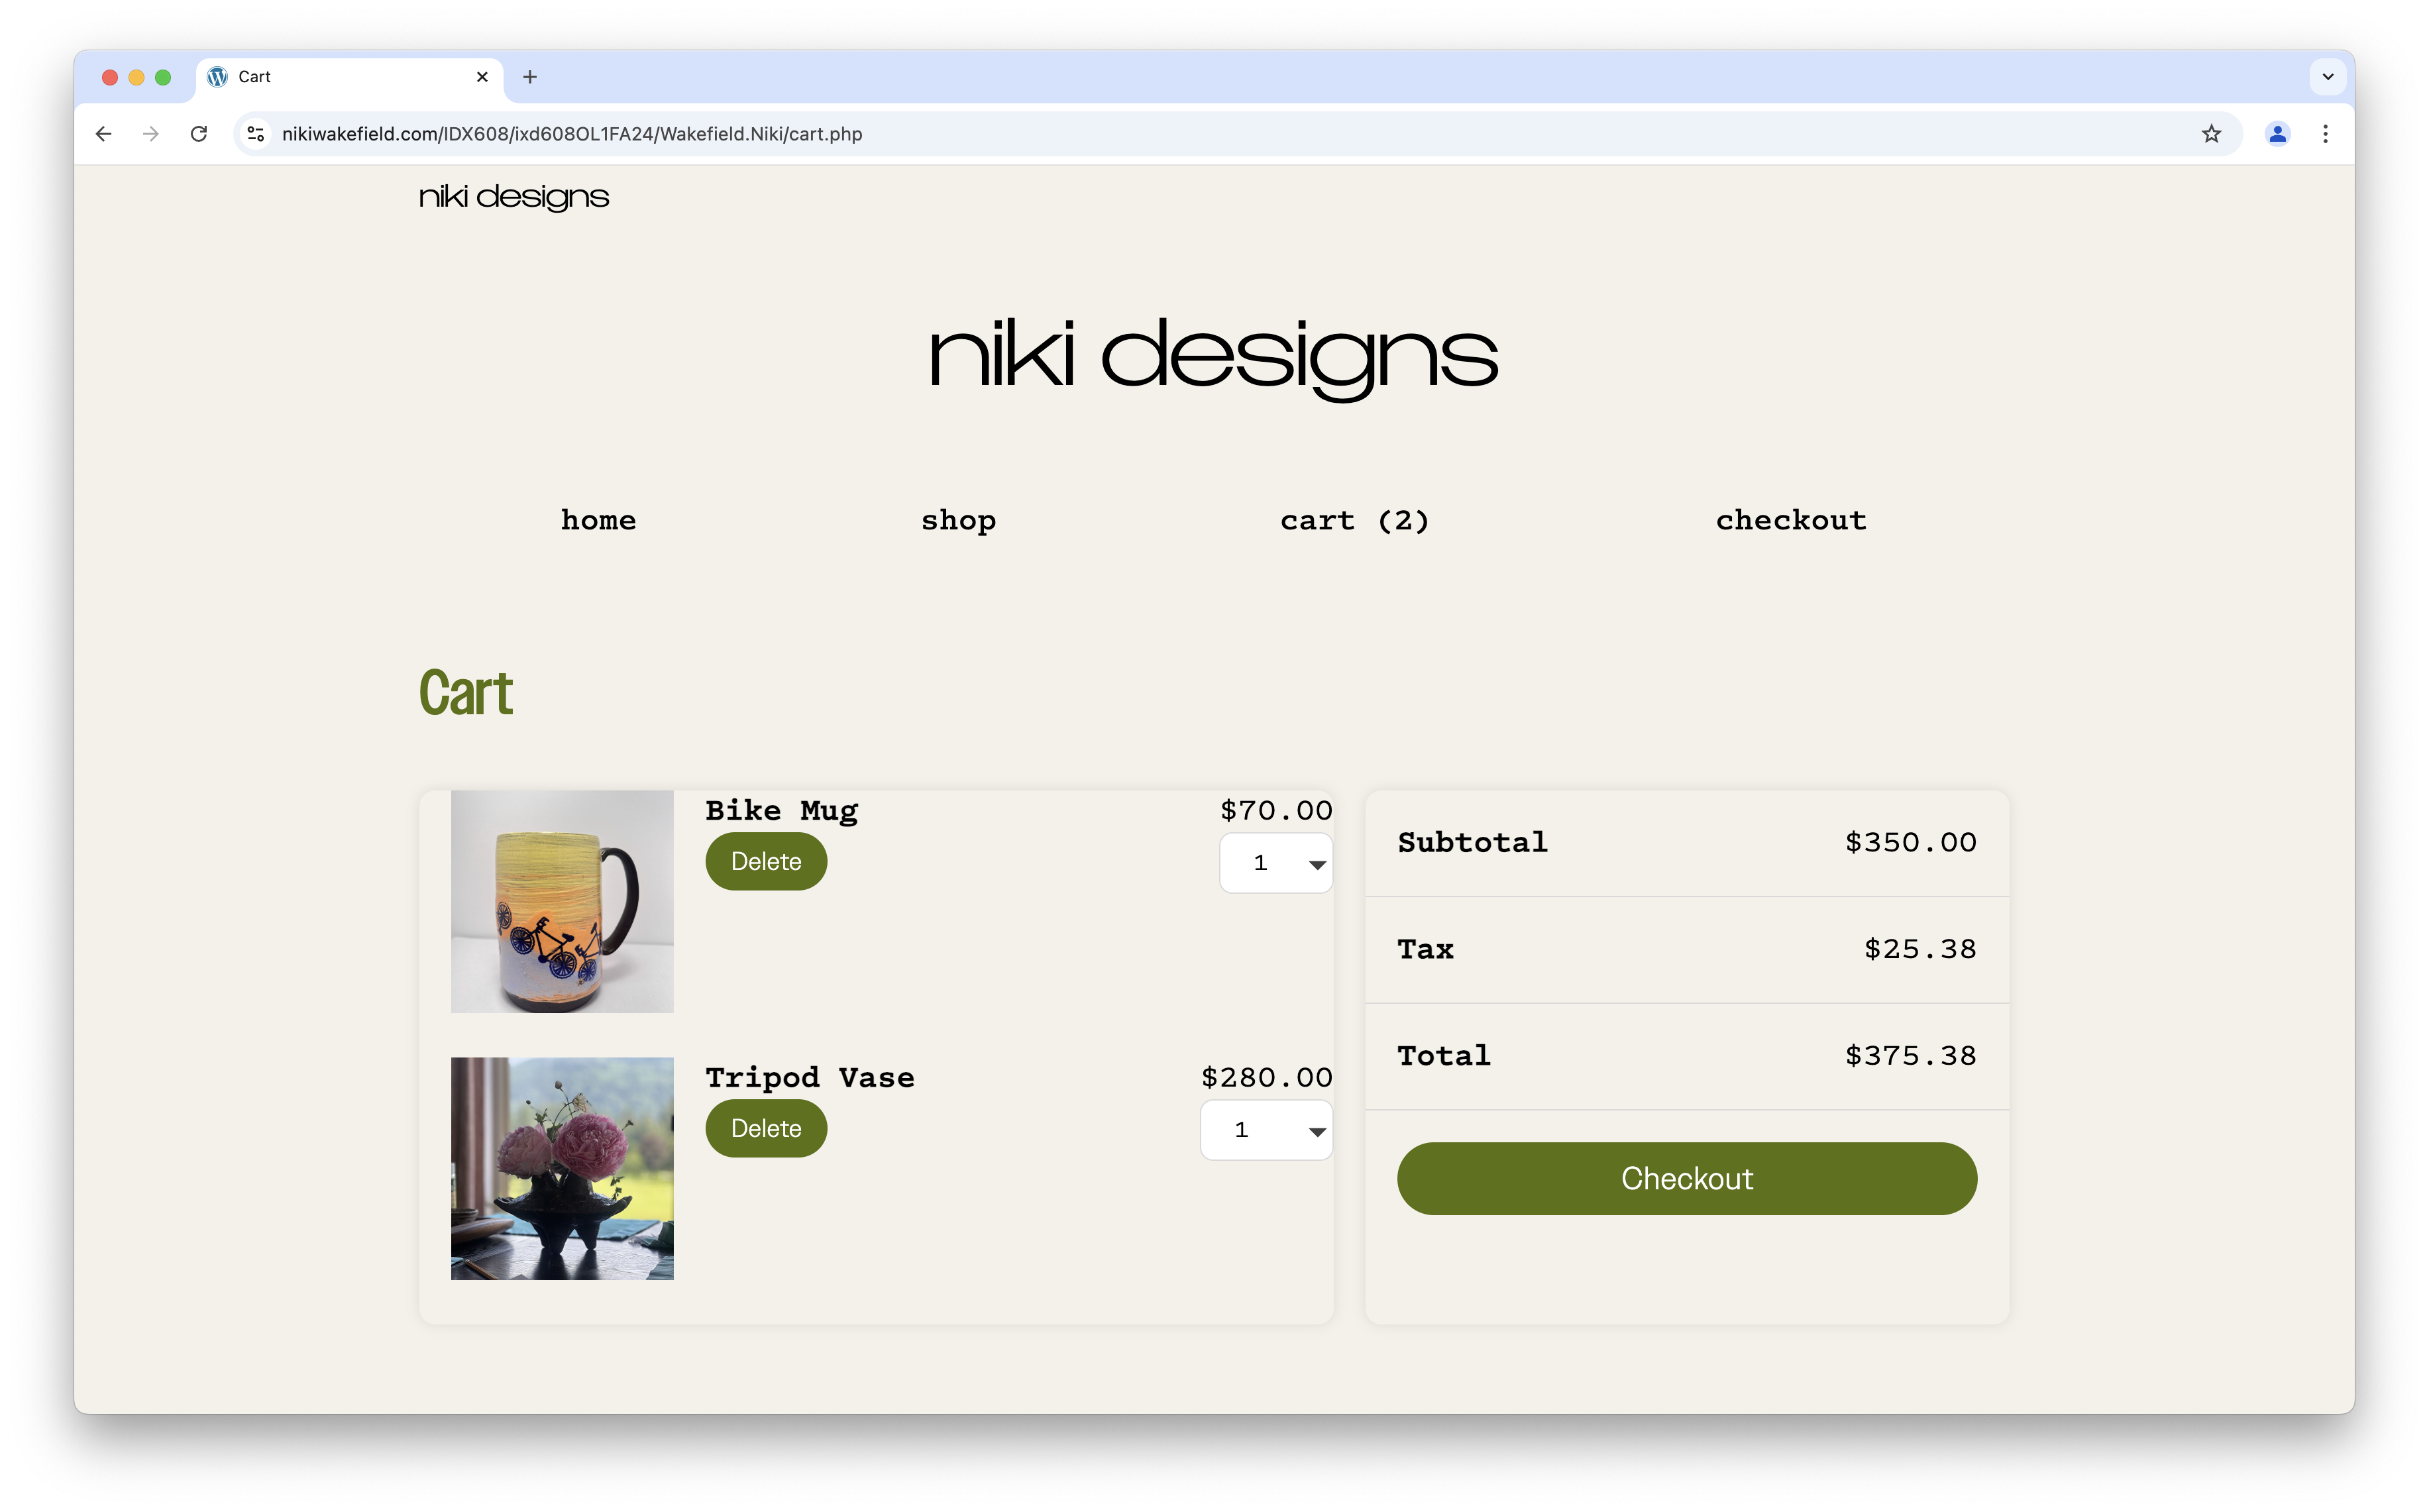 Cart
nikiwakefield.com/IDX608/ixd608OL1FA24/Wakefield.Niki/cart.php
niki designs
niki designs
home shop cart (2) checkout
Cart
Bike Mug $70.00
Delete 1
Tripod Vase $280.00
Delete 1
Subtotal $350.00
Tax $25.38
Total $375.38
Checkout